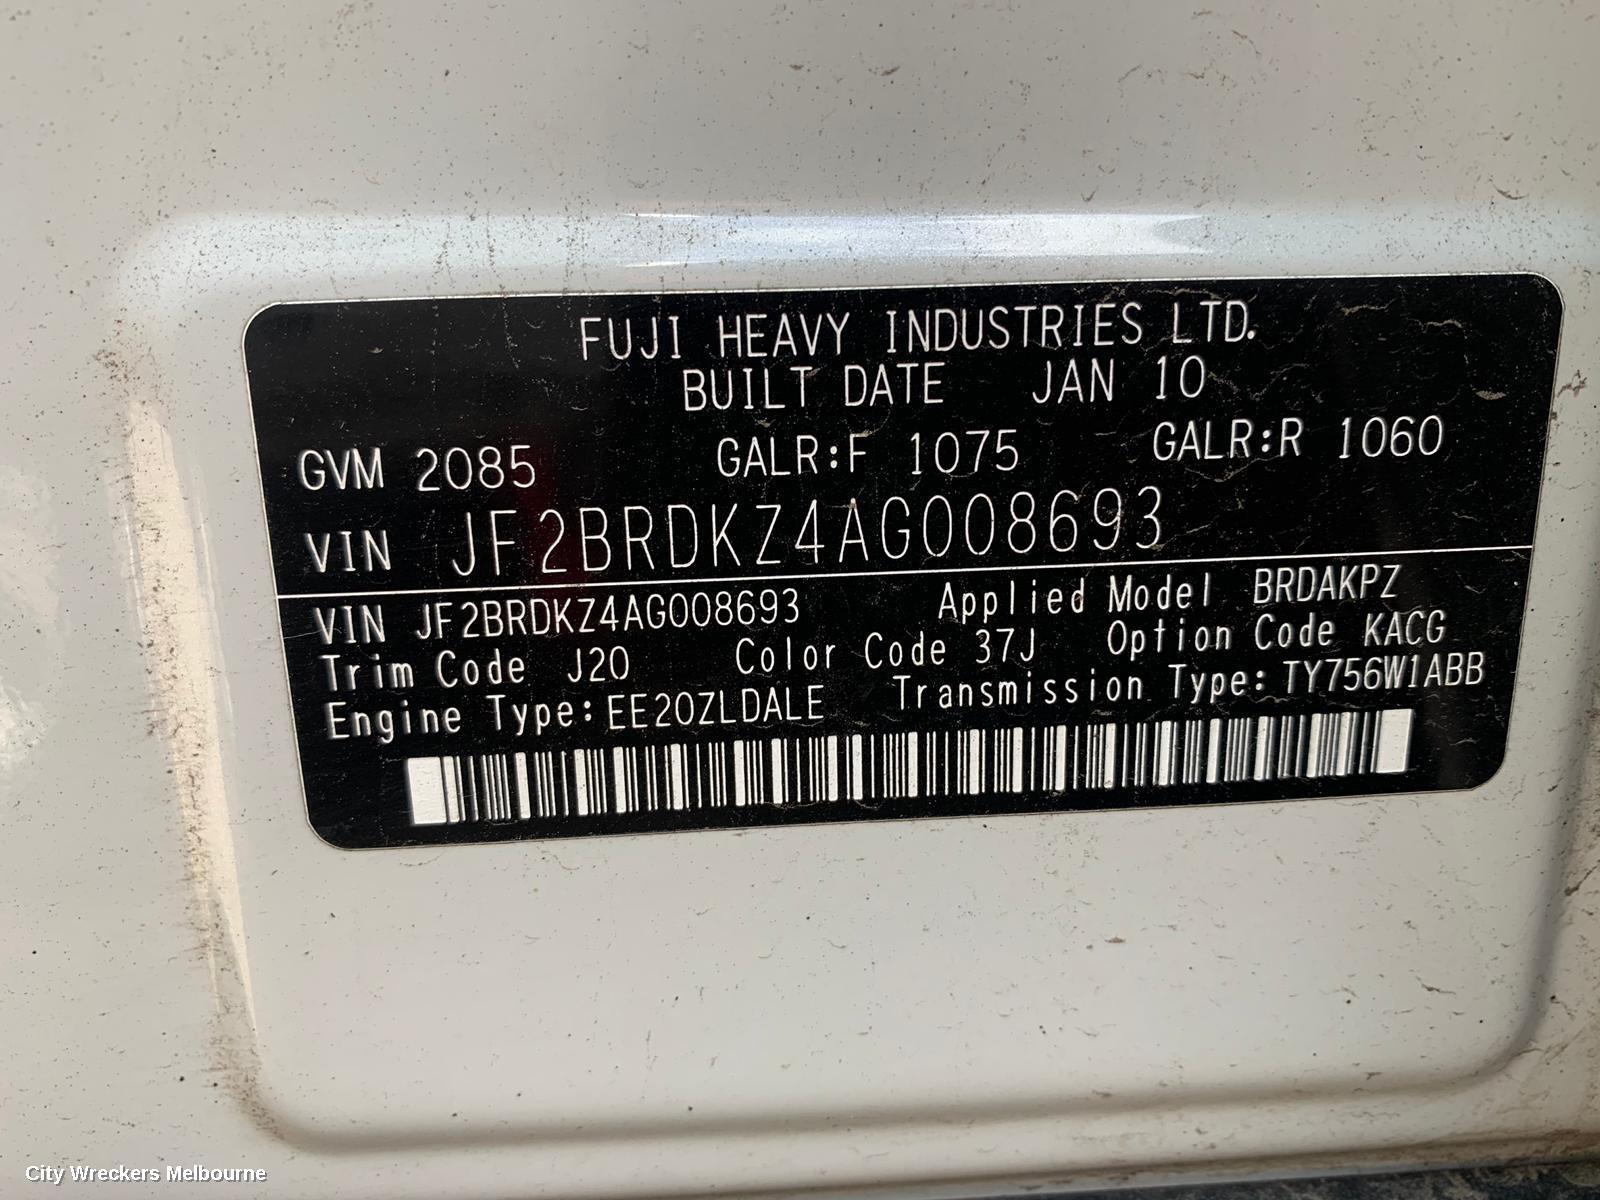 FUJI HEAVY INDUSTRIES LTD.
BUILT DATE JAN 10
GVM 2085 GALR:F 1075 GALR:R 1060
VIN JF2BRDKZ4AG008693
VIN JF2BRDKZ4AG008693 Applied Model BRDAKPZ
Trim Code J20 Color Code 37J Option Code KACG
Engine Type:EE20ZLDALE Transmission Type:TY756W1ABB
City Wreckers Melbourne